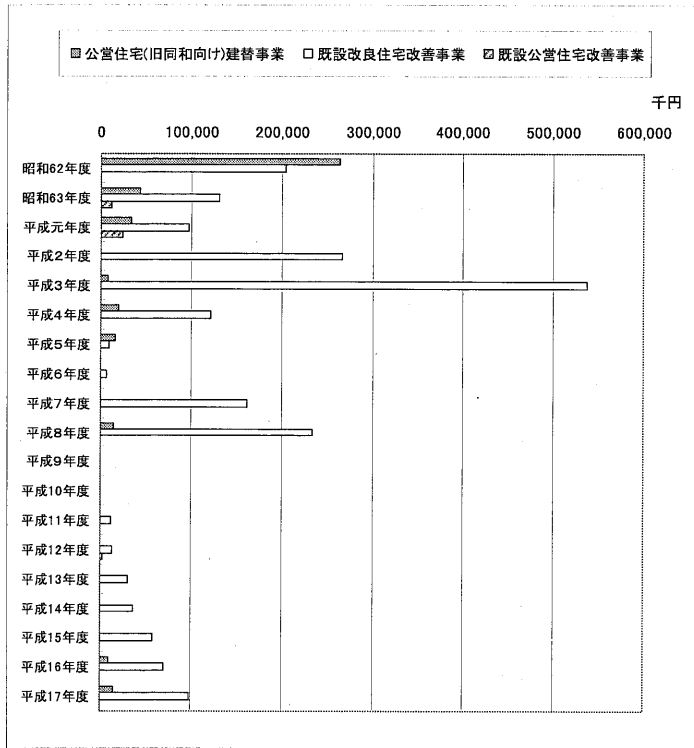 公営住宅(旧同和向け)建替事業 既設改良住宅改善事業 既設公営住宅改善事業
千円
0 100,000 200,000 300,000 400,000 500,000 600,000
昭和62年度
昭和63年度
平成元年度
平成2年度
平成3年度
平成4年度
平成5年度
平成6年度
平成7年度
平成8年度
平成9年度
平成10年度
平成11年度
平成12年度
平成13年度
平成14年度
平成15年度
平成16年度
平成17年度